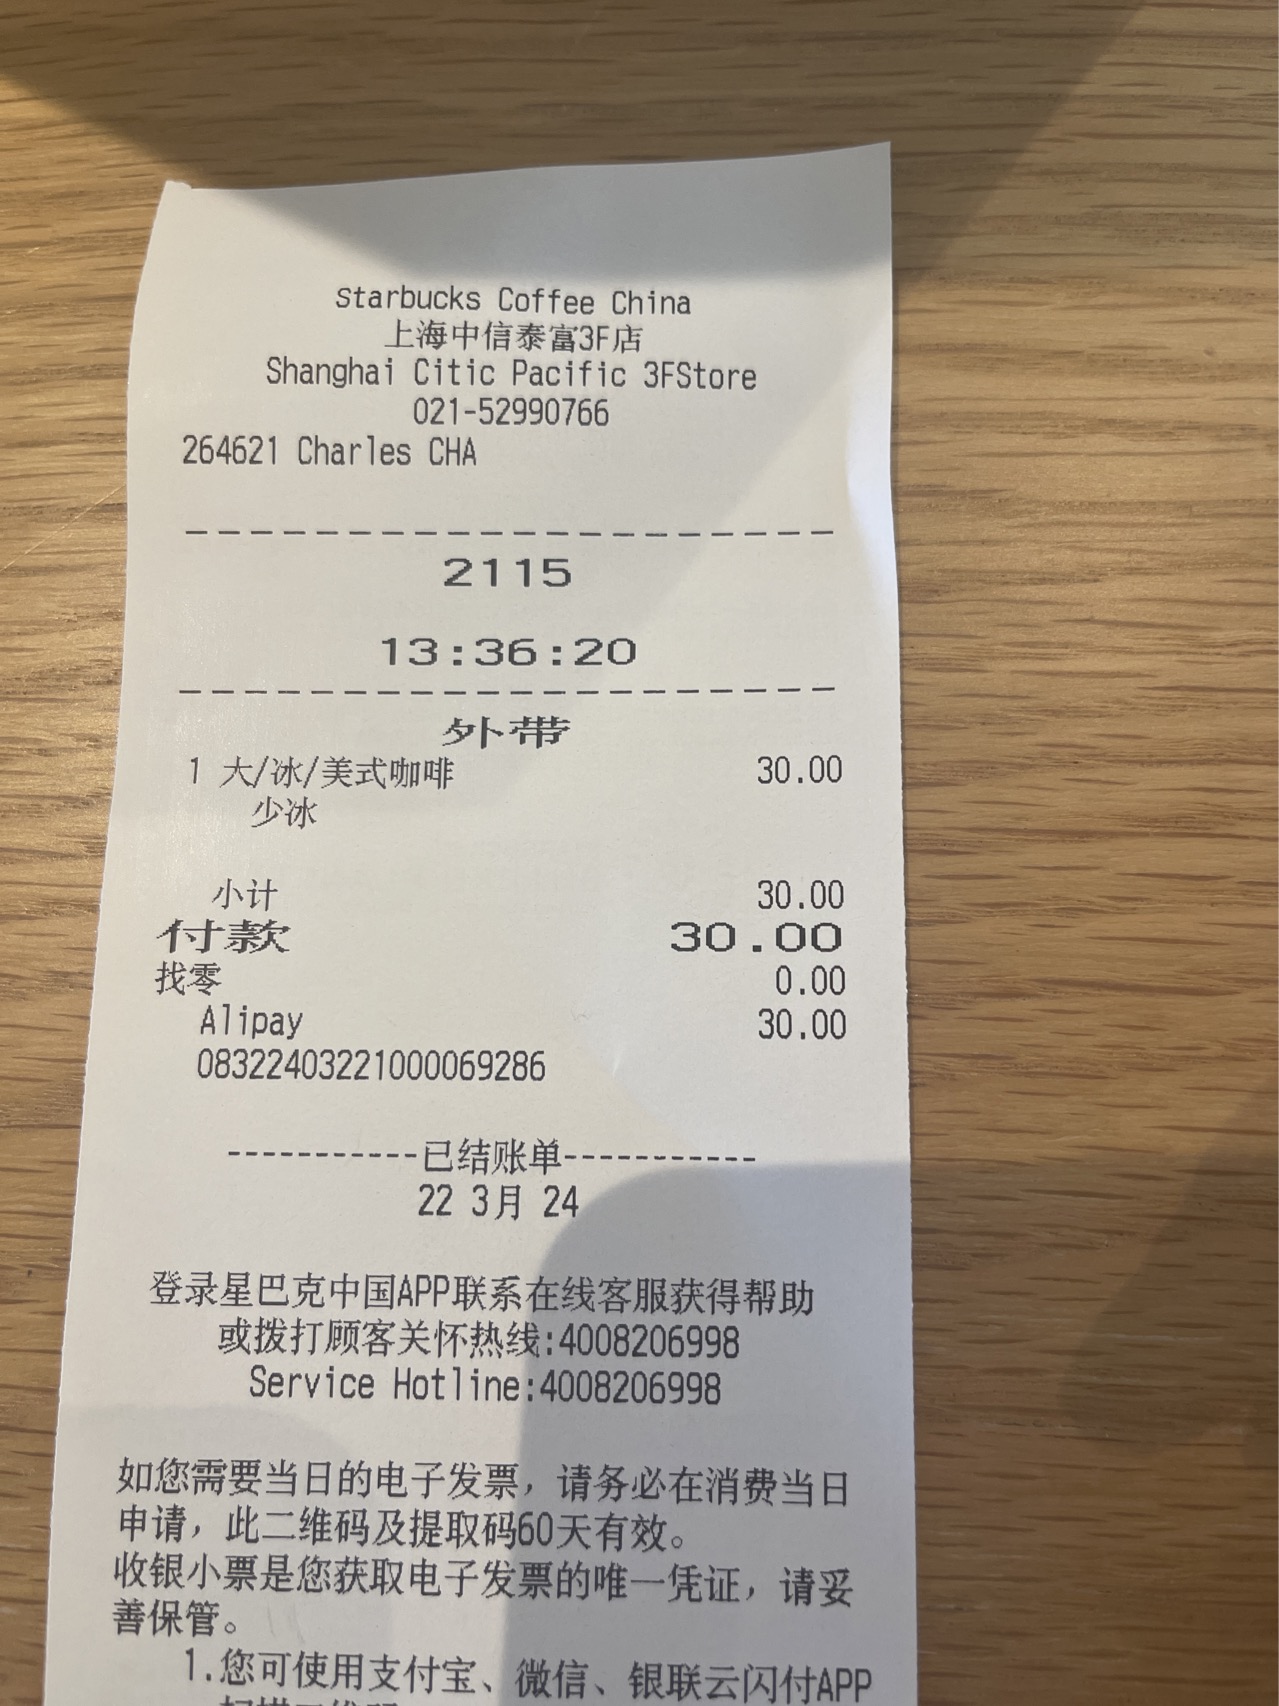 Starbucks Coffee China
上海中信泰富3F店
Shanghai Citic Pacific 3FStore
021-52990766
264621 Charles CHA
--------------------
2115
13:36:20
--------------------
外带
1 大/冰/美式咖啡 30.00
少冰
小计 30.00
付款 30.00
找零 0.00
Alipay 30.00
08322403221000069286
-----------已结账单-----------
22 3月 24
登录星巴克中国APP联系在线客服获得帮助
或拨打顾客关怀热线:4008206998
Service Hotline:4008206998
如您需要当日的电子发票，请务必在消费当日
申请，此二维码及提取码60天有效。
收银小票是您获取电子发票的唯一凭证，请妥
善保管。
1.您可使用支付宝、微信、银联云闪付APP